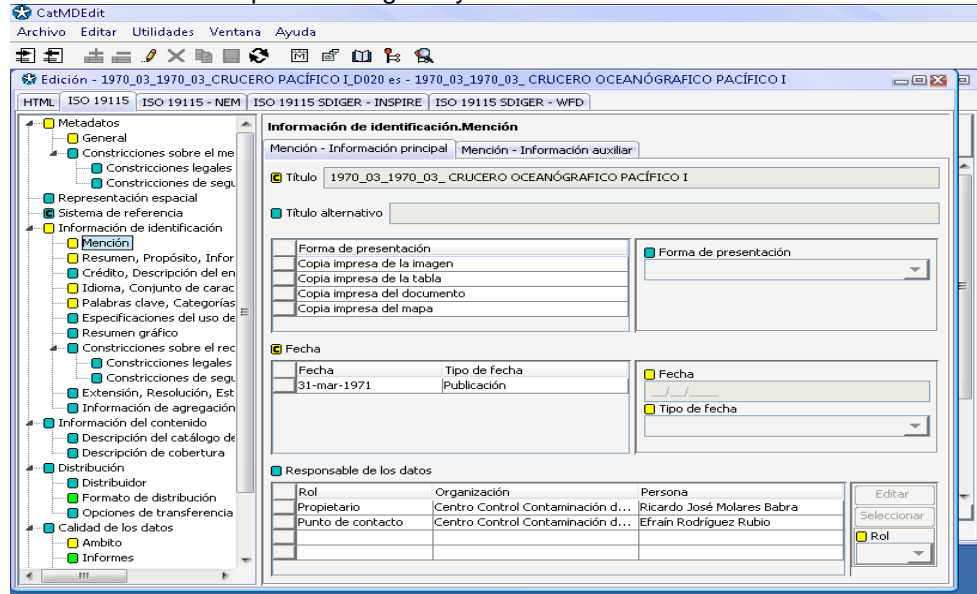 CatMDEdit
Archivo Editar Utilidades Ventana Ayuda
Edición - 1970_03_1970_03_CRUCERO PACÍFICO I_D020 es - 1970_03_1970_03_ CRUCERO OCEANÓGRAFICO PACÍFICO I
HTML ISO 19115 ISO 19115 - NEM ISO 19115 SDIGER - INSPIRE ISO 19115 SDIGER - WFD
Metadatos
General
Constricciones sobre el me
Constricciones legales
Constricciones de segu
Representación espacial
Sistema de referencia
Información de identificación
Mención
Resumen, Propósito, Infor
Crédito, Descripción del en
Idioma, Conjunto de carac
Palabras clave, Categorías
Especificaciones del uso de
Resumen gráfico
Constricciones sobre el rec
Constricciones legales
Constricciones de segu
Extensión, Resolución, Est
Información de agregación
Información del contenido
Descripción del catálogo de
Descripción de cobertura
Distribución
Distribuidor
Formato de distribución
Opciones de transferencia
Calidad de los datos
Ambito
Informes
Información de identificación.Mención
Mención - Información principal Mención - Información auxiliar
C Título 1970_03_1970_03_ CRUCERO OCEANÓGRAFICO PACÍFICO I
Título alternativo
Forma de presentación
Copia impresa de la imagen
Copia impresa de la tabla
Copia impresa del documento
Copia impresa del mapa
Forma de presentación
C Fecha
Fecha Tipo de fecha
31-mar-1971 Publicación
Fecha
__/__/____
Tipo de fecha
Responsable de los datos
Rol Organización Persona
Propietario Centro Control Contaminación d... Ricardo José Molares Babra
Punto de contacto Centro Control Contaminación d... Efraín Rodríguez Rubio
Editar
Seleccionar
Rol